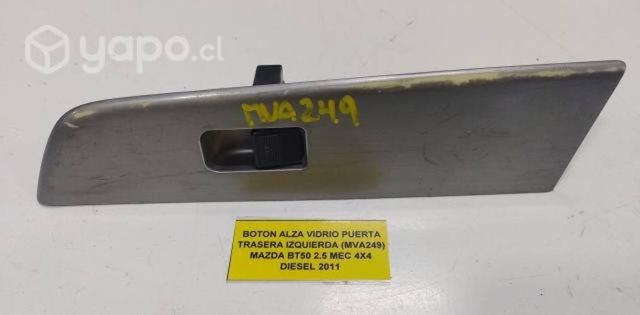 yapo.cl
MVA249
BOTON ALZA VIDRIO PUERTA
TRASERA IZQUIERDA (MVA249)
MAZDA BT50 2.5 MEC 4X4
DIESEL 2011